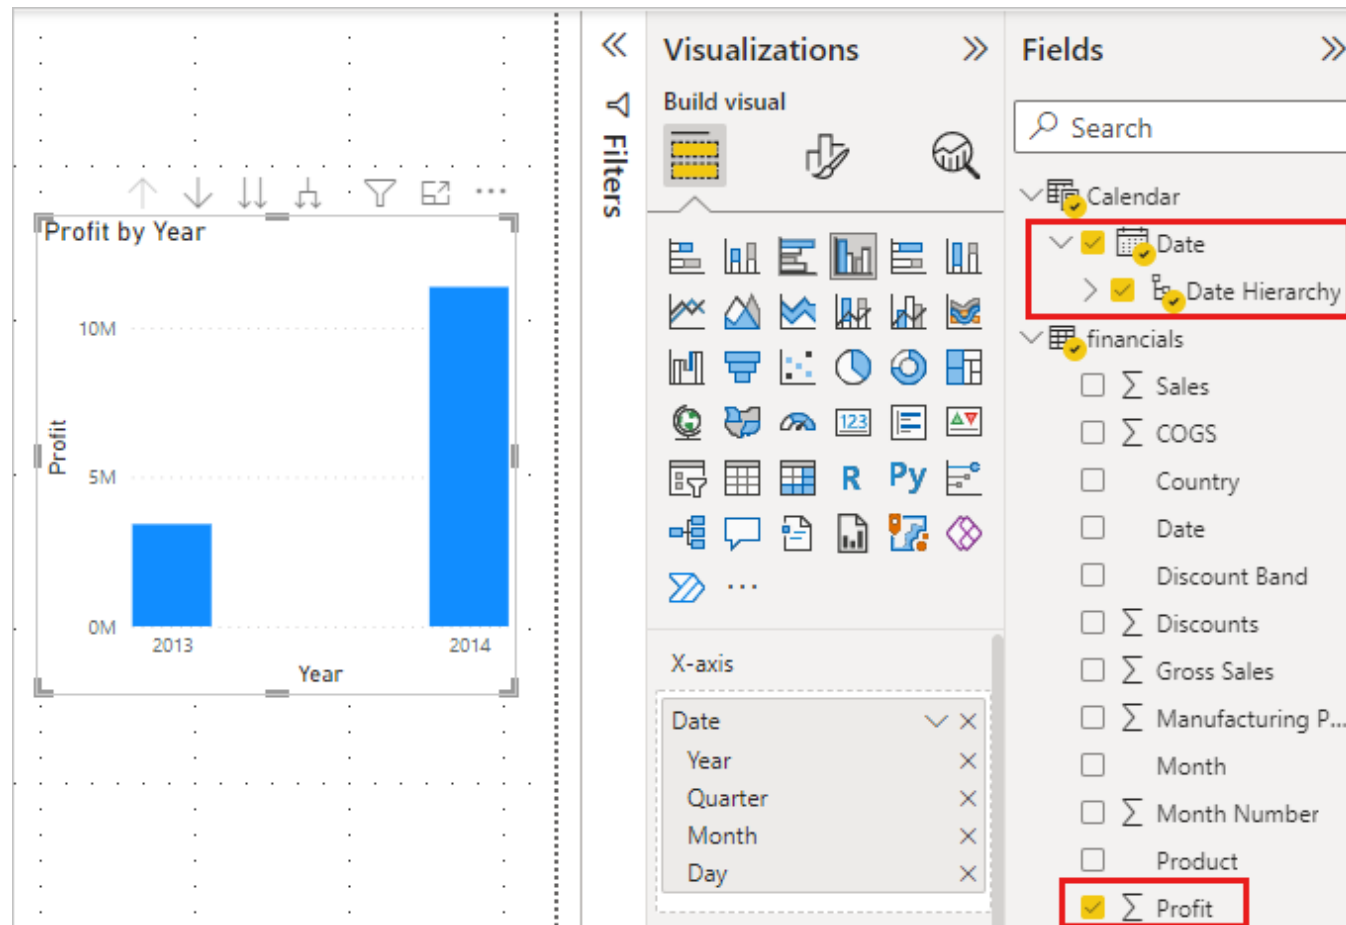 Profit by Year
10M
5M
0M
Profit
2013
2014
Year
Filters
Visualizations
Build visual
123
R
Py
X-axis
Date
Year
Quarter
Month
Day
Fields
Search
Calendar
Date
Date Hierarchy
financials
Σ Sales
Σ COGS
Country
Date
Discount Band
Σ Discounts
Σ Gross Sales
Σ Manufacturing P...
Month
Σ Month Number
Product
Σ Profit